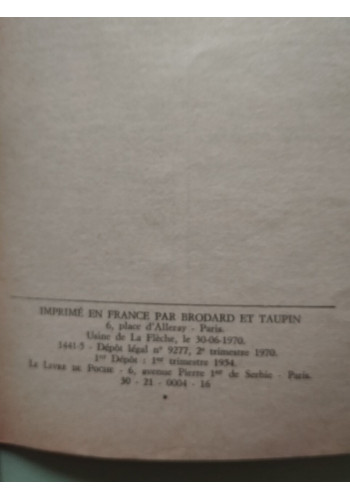 IMPRIMÉ EN FRANCE PAR BRODARD ET TAUPIN
6, place d'Alleray - Paris.
Usine de La Flèche, le 30-06-1970.
1441-5 - Dépôt légal n° 9277, 2e trimestre 1970.
1er Dépôt : 1er trimestre 1954.
LE LIVRE DE POCHE - 6, avenue Pierre 1er de Serbie - Paris.
30 - 21 - 0004 - 16